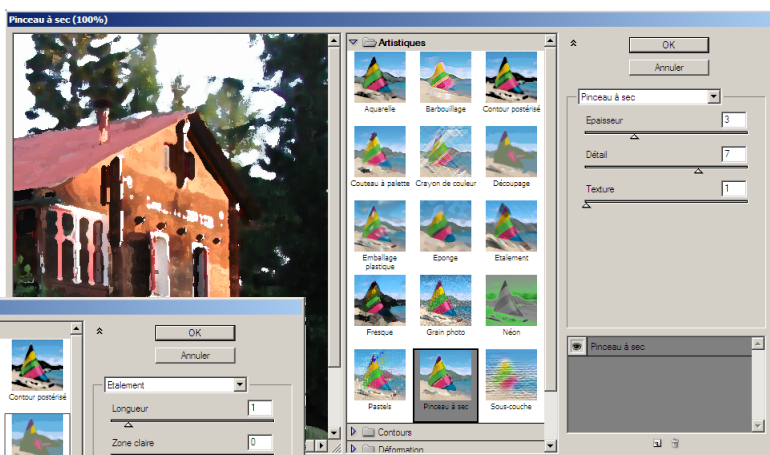 Pinceau à sec (100%)
Artistiques
Aquarelle
Barbouillage
Contour postérisé
Couteau à palette
Crayon de couleur
Découpage
Emballage plastique
Eponge
Etalement
Fresque
Grain photo
Néon
Pastels
Pinceau à sec
Sous-couche
Contours
Déformation
OK
Annuler
Pinceau à sec
Epaisseur 3
Détail 7
Texture 1
Pinceau à sec
Contour postérisé
OK
Annuler
Etalement
Longueur 1
Zone claire 0